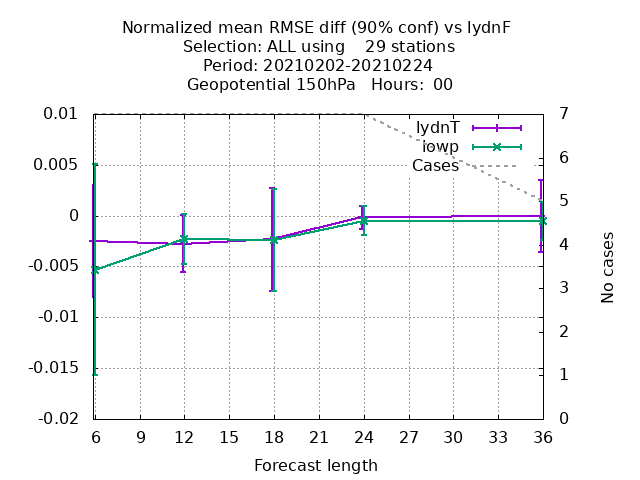 Normalized mean RMSE diff (90% conf) vs IydnF
Selection: ALL using    29 stations
Period: 20210202-20210224
Geopotential 150hPa   Hours:  00
0.01
0.005
0
-0.005
-0.01
-0.015
-0.02
7
6
5
4
3
2
1
0
No cases
IydnT
iowp
Cases
6 9 12 15 18 21 24 27 30 33 36
Forecast length